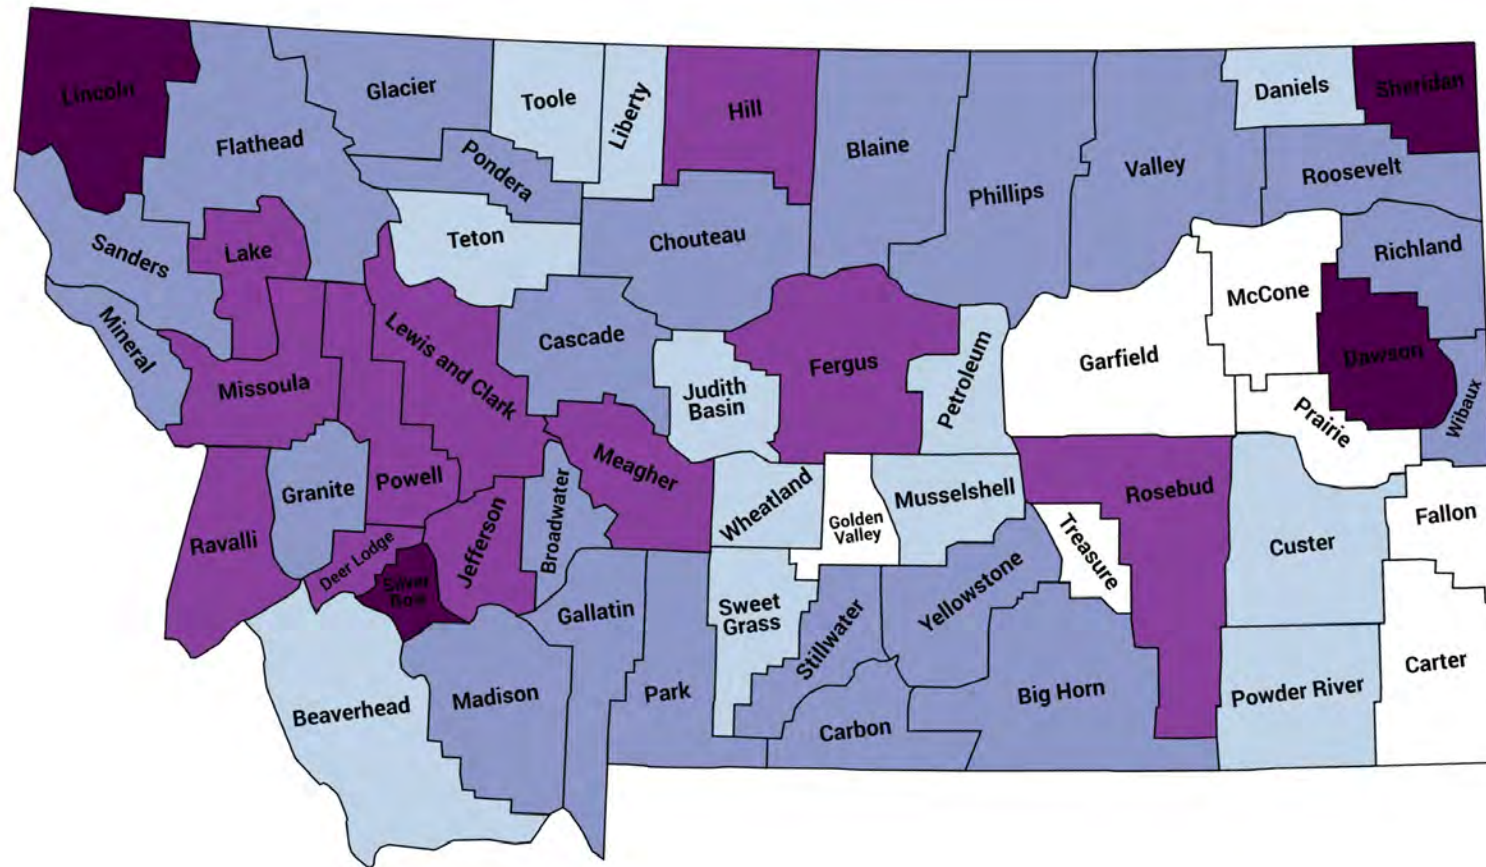 Lincoln
Flathead
Glacier
Toole
Liberty
Hill
Blaine
Phillips
Valley
Daniels
Sheridan
Roosevelt
Pondera
Teton
Chouteau
Sanders
Lake
Richland
McCone
Mineral
Missoula
Lewis and Clark
Cascade
Judith
Basin
Fergus
Petroleum
Garfield
Dawson
Wibaux
Prairie
Ravalli
Granite
Powell
Deer Lodge
Silver
Bow
Jefferson
Broadwater
Meagher
Wheatland
Golden
Valley
Musselshell
Rosebud
Treasure
Custer
Fallon
Beaverhead
Madison
Gallatin
Park
Sweet
Grass
Stillwater
Yellowstone
Carbon
Big Horn
Powder River
Carter